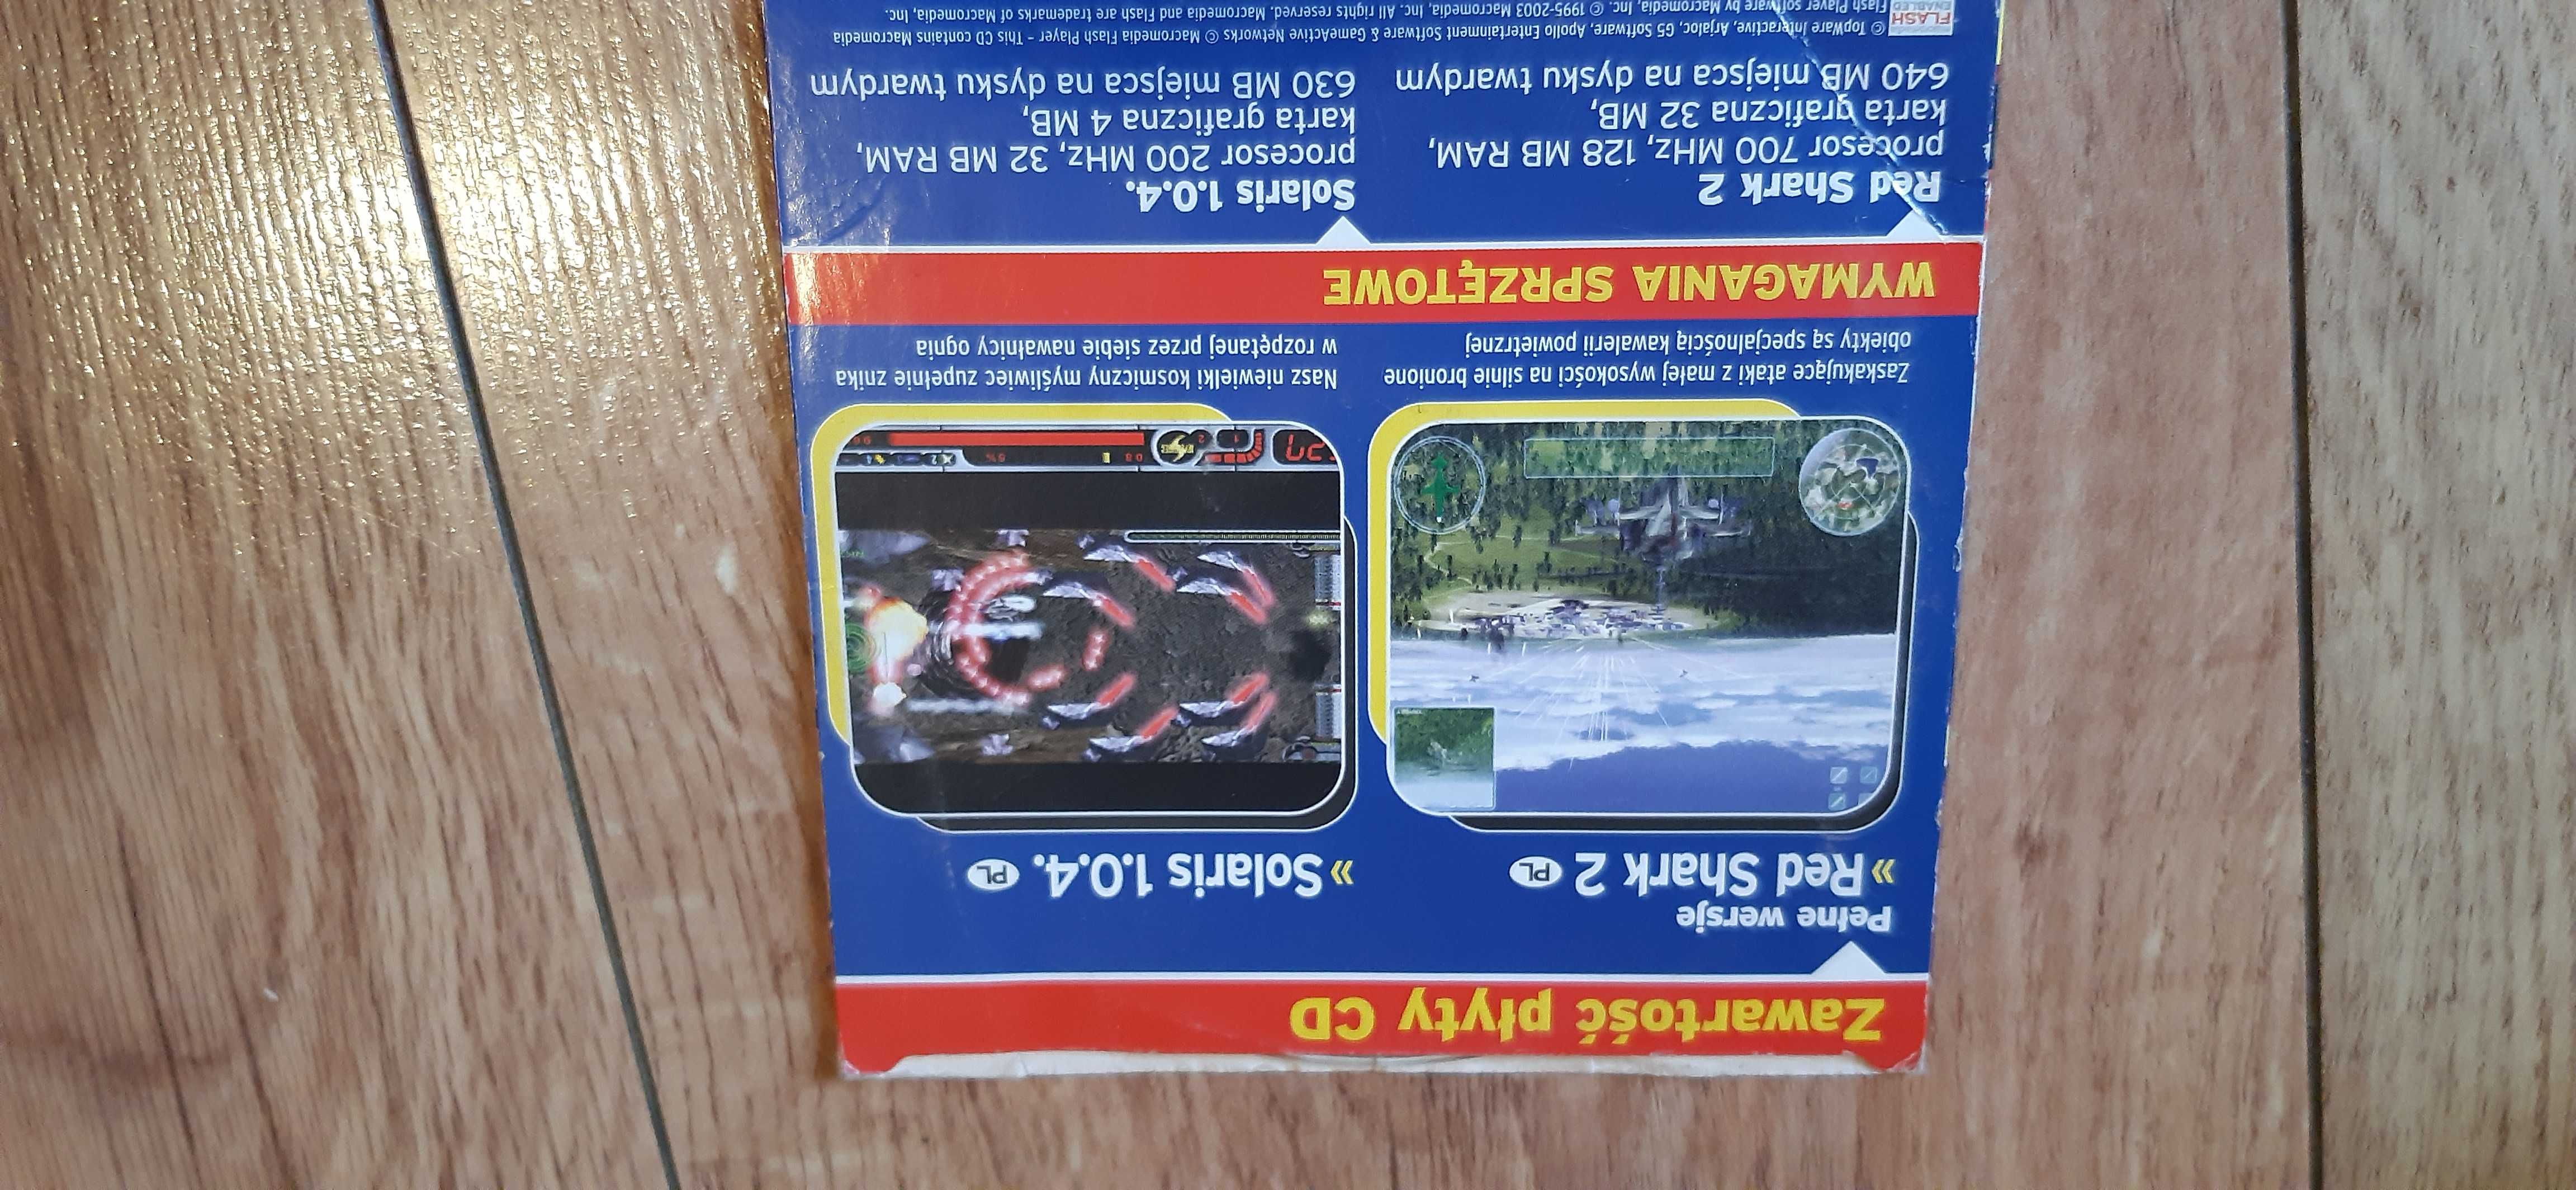 Zawartość płyty CD
Pełne wersje
» Red Shark 2 PL
» Solaris 1.0.4. PL
Zaskakujące ataki z małej wysokości na silnie bronione
obiekty są specjalnością kawalerii powietrznej
Nasz niewielki kosmiczny myśliwiec zupełnie znika
w rozpętanej przez siebie nawałnicy ognia
WYMAGANIA SPRZĘTOWE
Red Shark 2
procesor 700 MHz, 128 MB RAM,
karta graficzna 32 MB,
640 MB miejsca na dysku twardym
Solaris 1.0.4.
procesor 200 MHz, 32 MB RAM,
karta graficzna 4 MB,
630 MB miejsca na dysku twardym
© TopWare Interactive, Arjaloc, G5 Software, Apollo Entertainment Software & GameActive Networks © Macromedia Flash Player - This CD contains Macromedia
Flash Player software by Macromedia, Inc. © 1995-2003 Macromedia, Inc. All rights reserved. Macromedia and Flash are trademarks of Macromedia, Inc.
FLASH
ENABLED